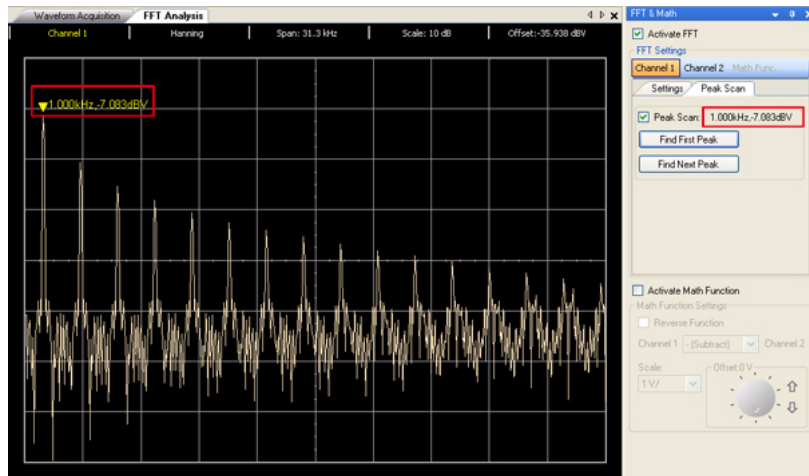 Waveform Acquisition FFT Analysis
Channel 1 Hanning Span: 31.3 kHz Scale: 10 dB Offset:-35.938 dBV
1.000kHz,-7.083dBV
FFT & Math
Activate FFT
FFT Settings
Channel 1 Channel 2 Math Func.
Settings Peak Scan
Peak Scan: 1.000kHz,-7.083dBV
Find First Peak
Find Next Peak
Activate Math Function
Math Function Settings
Reverse Function
Channel 1 - (Subtract) Channel 2
Scale Offset:0 V
1 V/